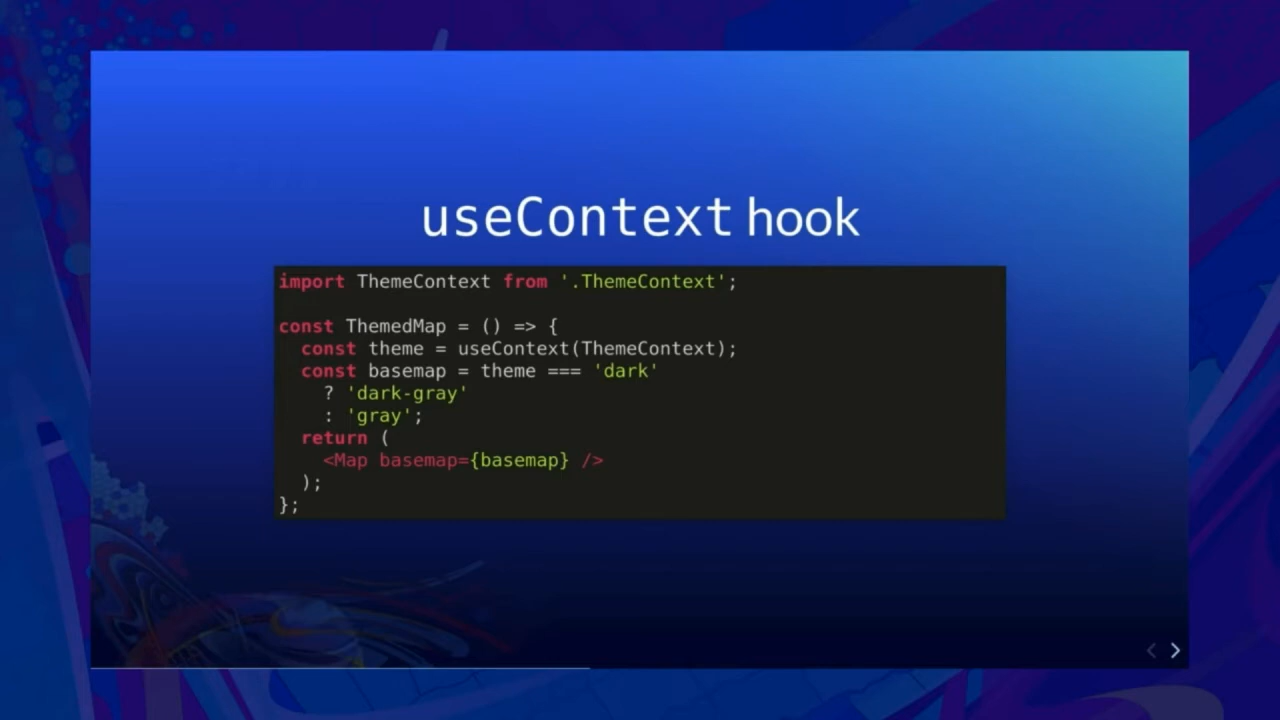 useContext hook
import ThemeContext from '.ThemeContext';
const ThemedMap = () => {
  const theme = useContext(ThemeContext);
  const basemap = theme === 'dark'
    ? 'dark-gray'
    : 'gray';
  return (
    <Map basemap={basemap} />
  );
};